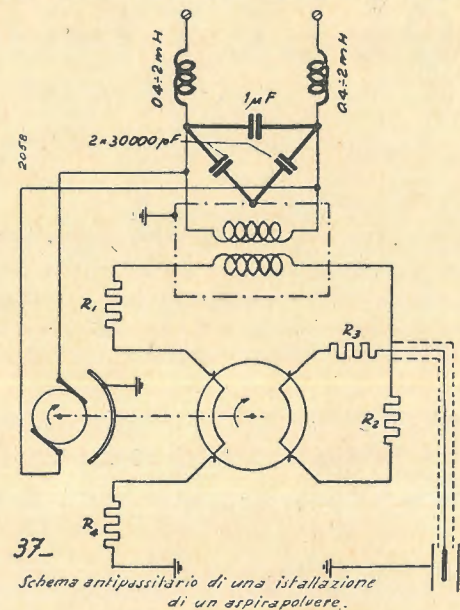 0.4÷2mH
0.4÷2mH
1µF
2×30000pF
2058
R1
R3
R2
R4
37_
Schema antipassitario di una istallazione
di un aspirapolvere.